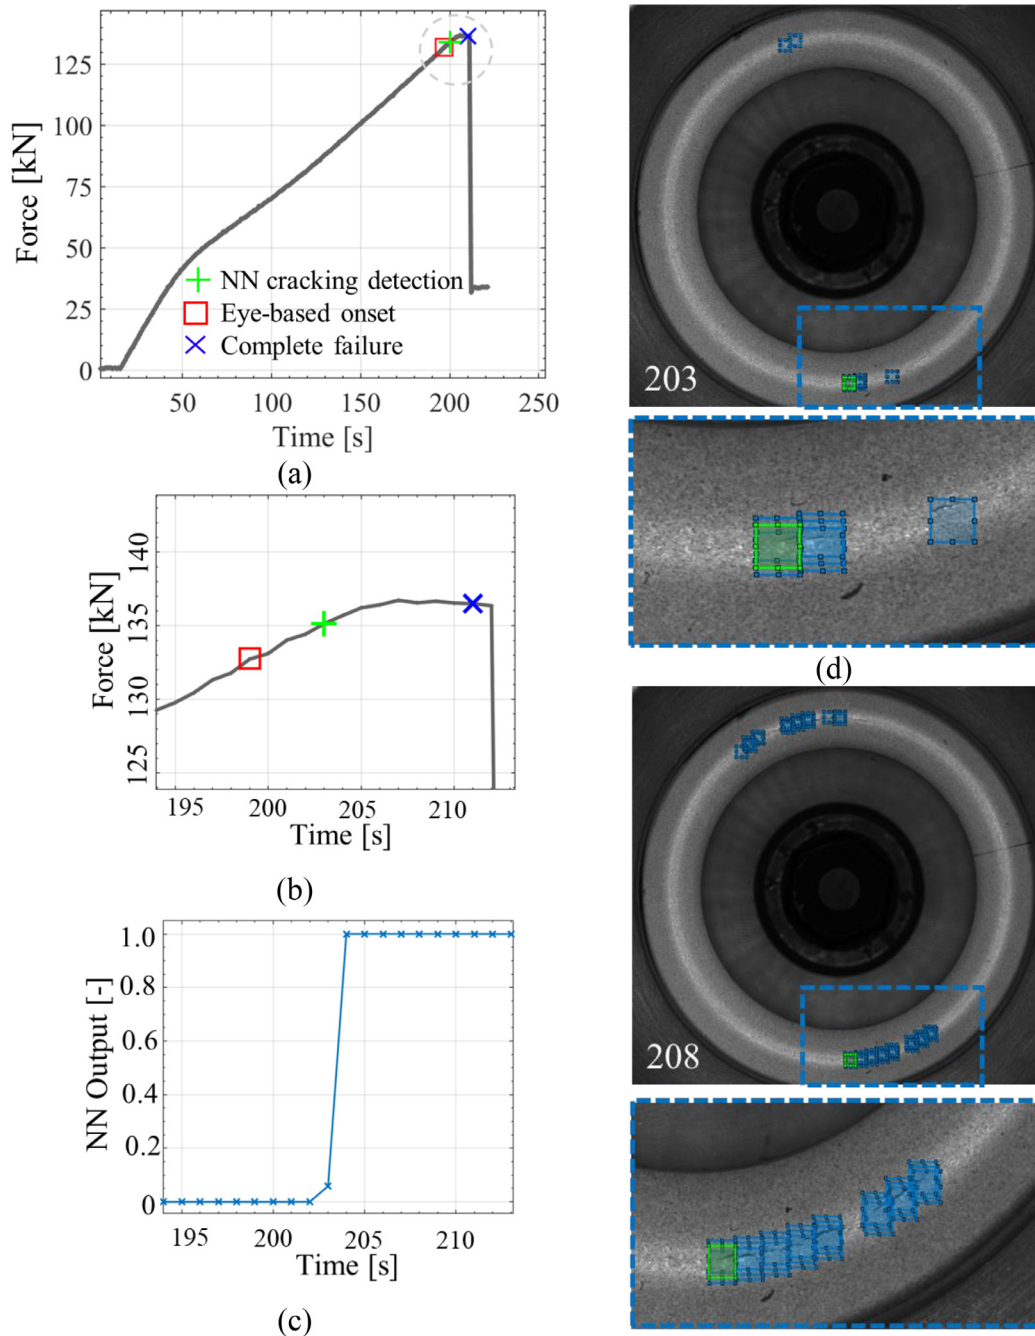 125
100
75
50
25
0
Force [kN]
NN cracking detection
Eye-based onset
Complete failure
50
100
150
200
250
Time [s]
(a)
140
135
130
125
Force [kN]
195
200
205
210
Time [s]
(b)
1.0
0.8
0.6
0.4
0.2
0
NN Output [-]
195
200
205
210
Time [s]
(c)
203
(d)
208